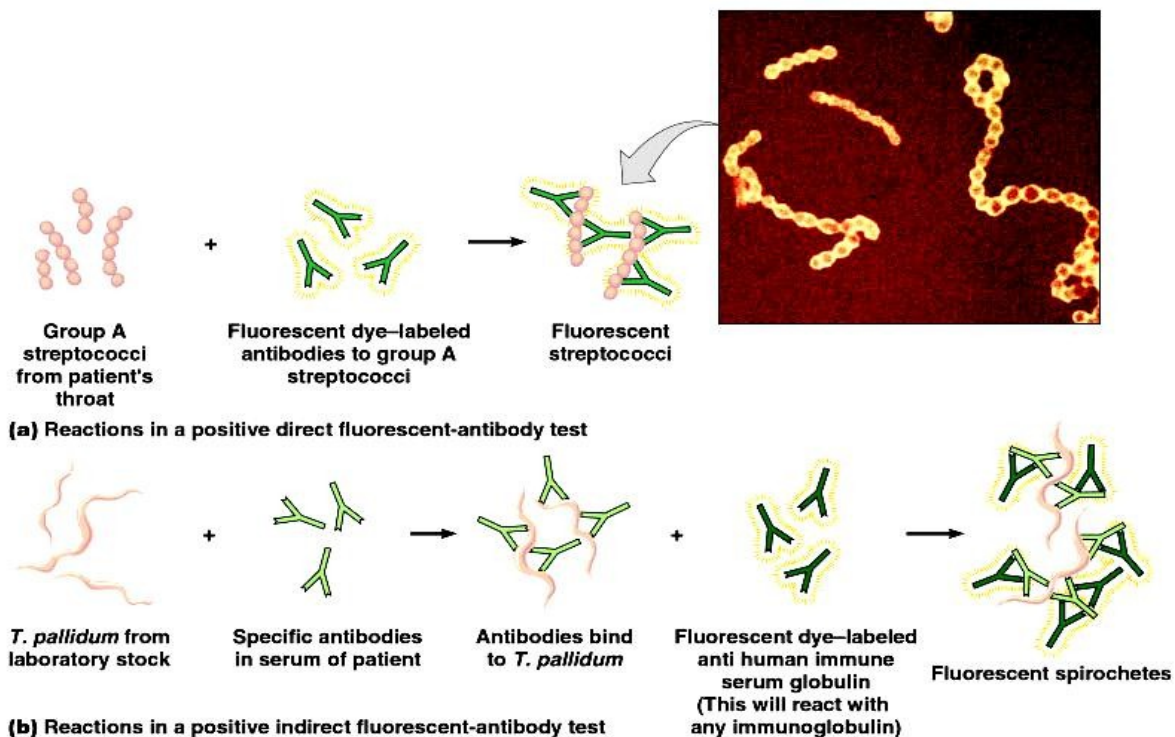 +
Group A
streptococci
from patient's
throat
Fluorescent dye–labeled
antibodies to group A
streptococci
Fluorescent
streptococci
(a) Reactions in a positive direct fluorescent-antibody test
+
+
T. pallidum from
laboratory stock
Specific antibodies
in serum of patient
Antibodies bind
to T. pallidum
Fluorescent dye–labeled
anti human immune
serum globulin
(This will react with
any immunoglobulin)
Fluorescent spirochetes
(b) Reactions in a positive indirect fluorescent-antibody test